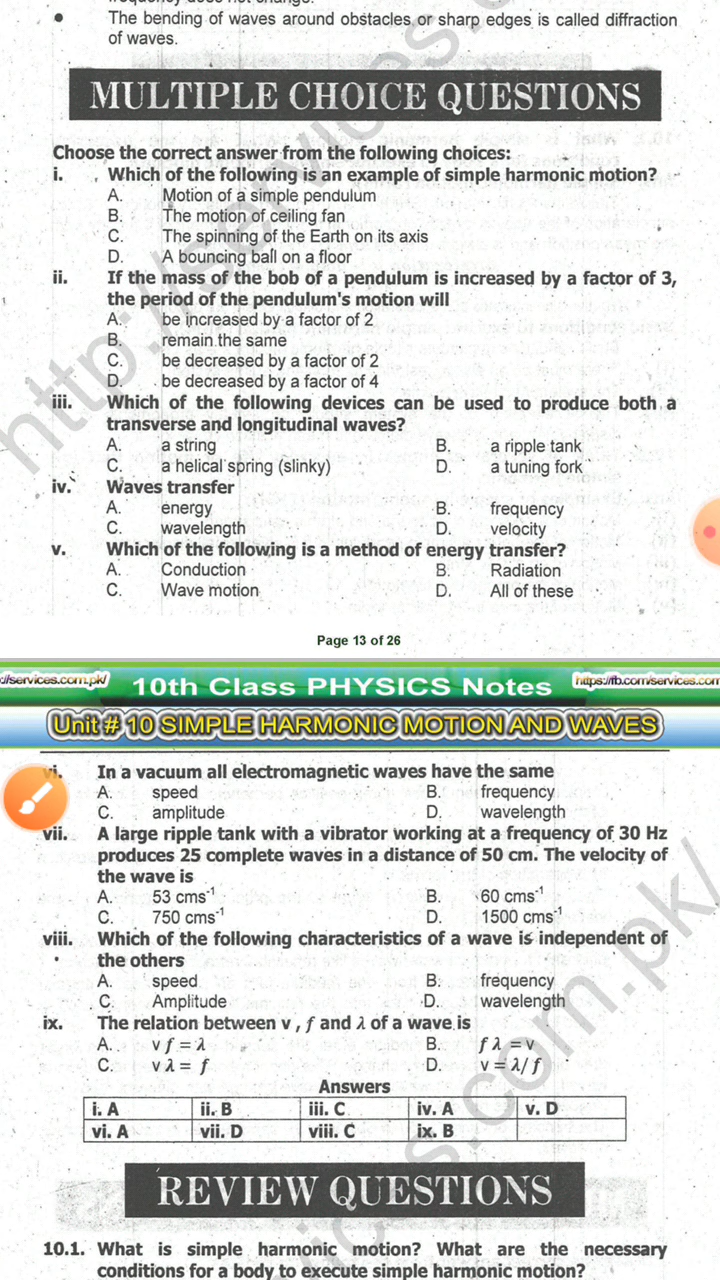 • The bending of waves around obstacles or sharp edges is called diffraction
of waves.
MULTIPLE CHOICE QUESTIONS
Choose the correct answer from the following choices:
i. Which of the following is an example of simple harmonic motion?
A. Motion of a simple pendulum
B. The motion of ceiling fan
C. The spinning of the Earth on its axis
D. A bouncing ball on a floor
ii. If the mass of the bob of a pendulum is increased by a factor of 3,
the period of the pendulum's motion will
A. be increased by a factor of 2
B. remain the same
C. be decreased by a factor of 2
D. be decreased by a factor of 4
iii. Which of the following devices can be used to produce both a
transverse and longitudinal waves?
A. a string B. a ripple tank
C. a helical spring (slinky) D. a tuning fork
iv. Waves transfer
A. energy B. frequency
C. wavelength D. velocity
v. Which of the following is a method of energy transfer?
A. Conduction B. Radiation
C. Wave motion D. All of these
Page 13 of 26
://services.com.pk/ 10th Class PHYSICS Notes https://fb.com/services.com
Unit # 10 SIMPLE HARMONIC MOTION AND WAVES
vi. In a vacuum all electromagnetic waves have the same
A. speed B. frequency
C. amplitude D. wavelength
vii. A large ripple tank with a vibrator working at a frequency of 30 Hz
produces 25 complete waves in a distance of 50 cm. The velocity of
the wave is
A. 53 cms⁻¹ B. 60 cms⁻¹
C. 750 cms⁻¹ D. 1500 cms⁻¹
viii. Which of the following characteristics of a wave is independent of
the others
A. speed B. frequency
C. Amplitude D. wavelength
ix. The relation between v , f and λ of a wave is
A. v f = λ B. f λ = v
C. v λ = f D. v = λ/ f
Answers
i. A ii. B iii. C iv. A v. D
vi. A vii. D viii. C ix. B
REVIEW QUESTIONS
10.1. What is simple harmonic motion? What are the necessary
conditions for a body to execute simple harmonic motion?